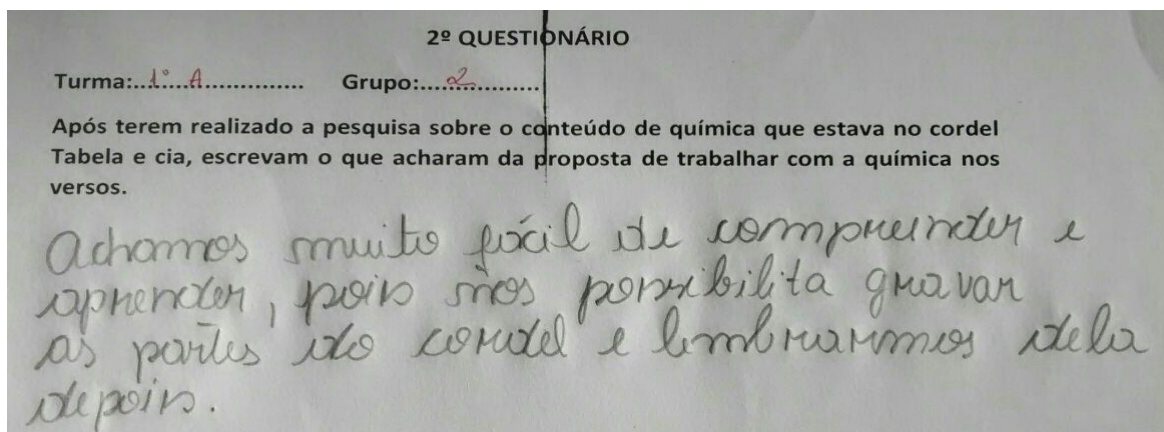 2º QUESTIONÁRIO
Turma:...1º....A............... Grupo:.....2.............
Após terem realizado a pesquisa sobre o conteúdo de química que estava no cordel
Tabela e cia, escrevam o que acharam da proposta de trabalhar com a química nos
versos.
Achamos muito fácil de compreender e
aprender, pois nos possibilita gravar
as partes do cordel e lembrarmos dela
depois.